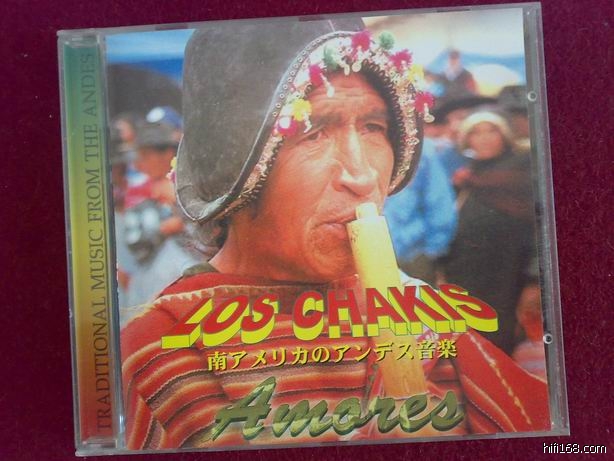 TRADITIONAL MUSIC FROM THE ANDES
LOS CHAKIS
南アメリカのアンデス音楽
Amores
hifi168.com